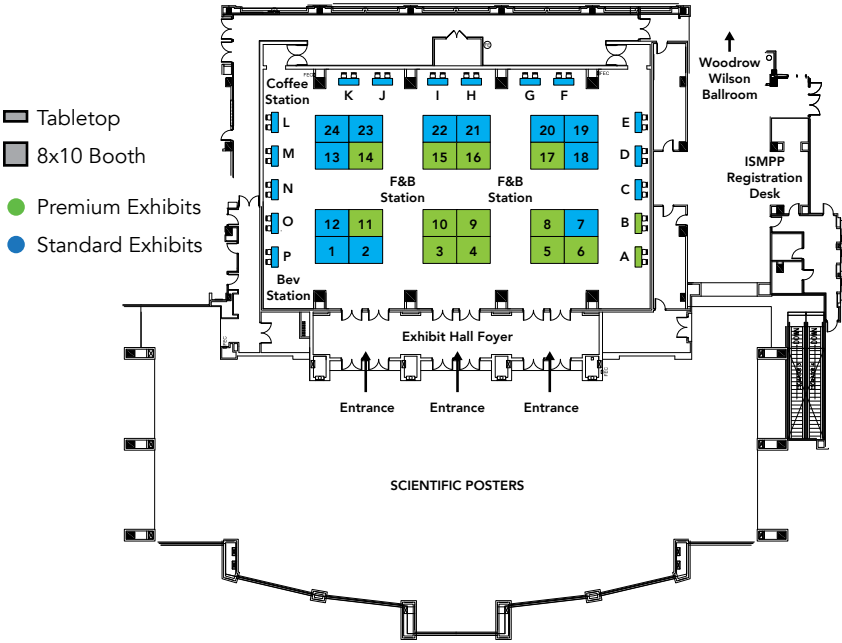 Tabletop
8x10 Booth
Premium Exhibits
Standard Exhibits
Woodrow
Wilson
Ballroom
FEC
FEC
Coffee
Station
K J I H G F
L
M
N
O
P
E
D
C
B
A
24 23 22 21 20 19
13 14 15 16 17 18
F&B
Station
F&B
Station
12 11 10 9 8 7
1 2 3 4 5 6
ISMPP
Registration
Desk
Bev
Station
Exhibit Hall Foyer
Entrance Entrance Entrance
SCIENTIFIC POSTERS